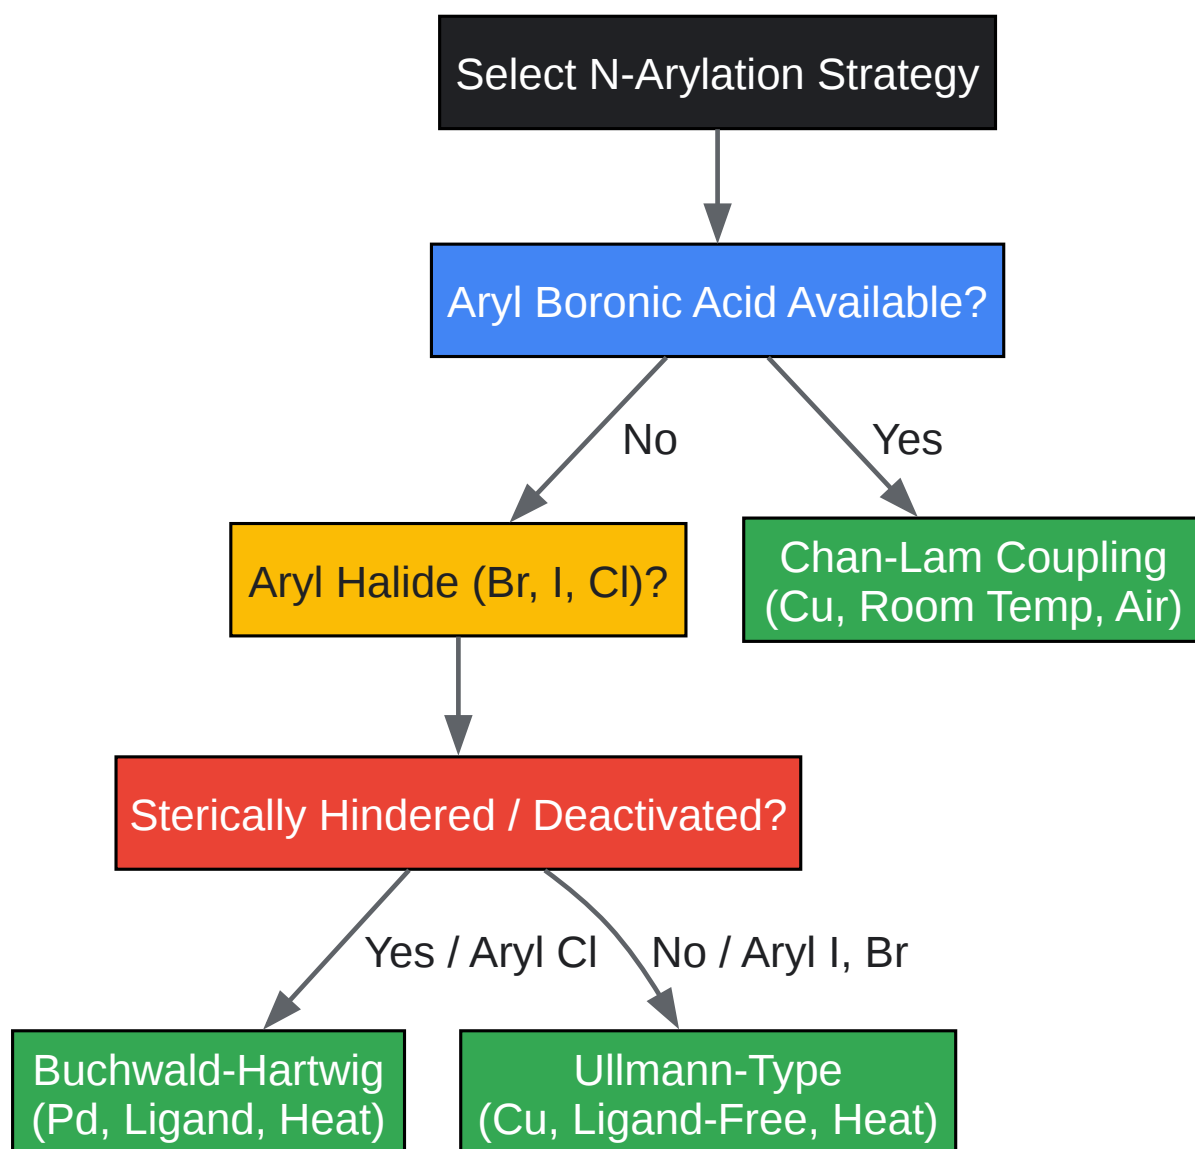 Select N-Arylation Strategy
Aryl Boronic Acid Available?
No
Yes
Aryl Halide (Br, I, Cl)?
Chan-Lam Coupling
(Cu, Room Temp, Air)
Sterically Hindered / Deactivated?
Yes / Aryl Cl
No / Aryl I, Br
Buchwald-Hartwig
(Pd, Ligand, Heat)
Ullmann-Type
(Cu, Ligand-Free, Heat)